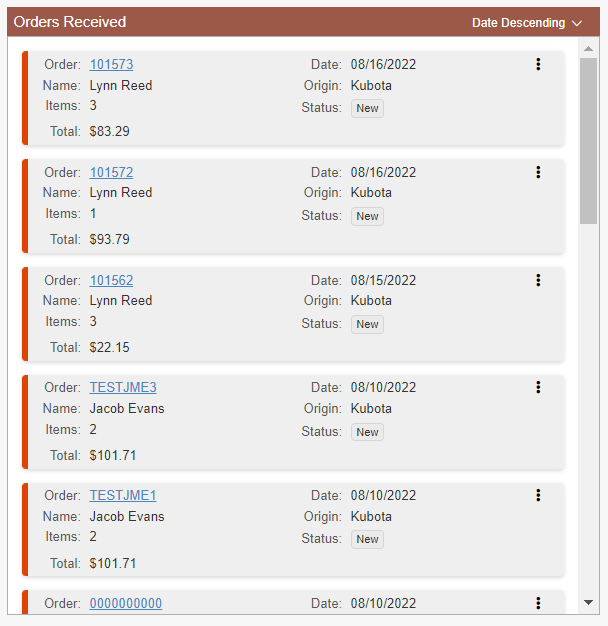 Orders Received Date Descending
Order: 101573 Date: 08/16/2022
Name: Lynn Reed Origin: Kubota
Items: 3 Status: New
Total: $83.29
Order: 101572 Date: 08/16/2022
Name: Lynn Reed Origin: Kubota
Items: 1 Status: New
Total: $93.79
Order: 101562 Date: 08/15/2022
Name: Lynn Reed Origin: Kubota
Items: 3 Status: New
Total: $22.15
Order: TESTJME3 Date: 08/10/2022
Name: Jacob Evans Origin: Kubota
Items: 2 Status: New
Total: $101.71
Order: TESTJME1 Date: 08/10/2022
Name: Jacob Evans Origin: Kubota
Items: 2 Status: New
Total: $101.71
Order: 0000000000 Date: 08/10/2022